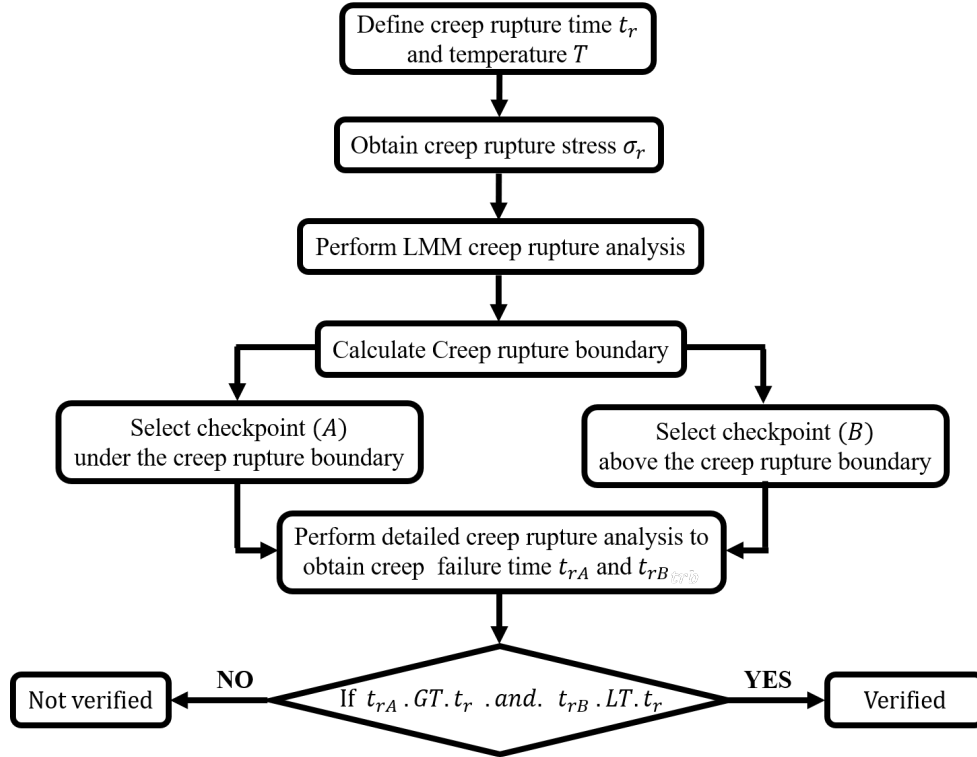 Define creep rupture time t_r
and temperature T
Obtain creep rupture stress σ_r
Perform LMM creep rupture analysis
Calculate Creep rupture boundary
Select checkpoint (A)
under the creep rupture boundary
Select checkpoint (B)
above the creep rupture boundary
Perform detailed creep rupture analysis to
obtain creep failure time t_rA and t_rB trb
If t_rA .GT. t_r .and. t_rB .LT. t_r
NO
YES
Not verified
Verified